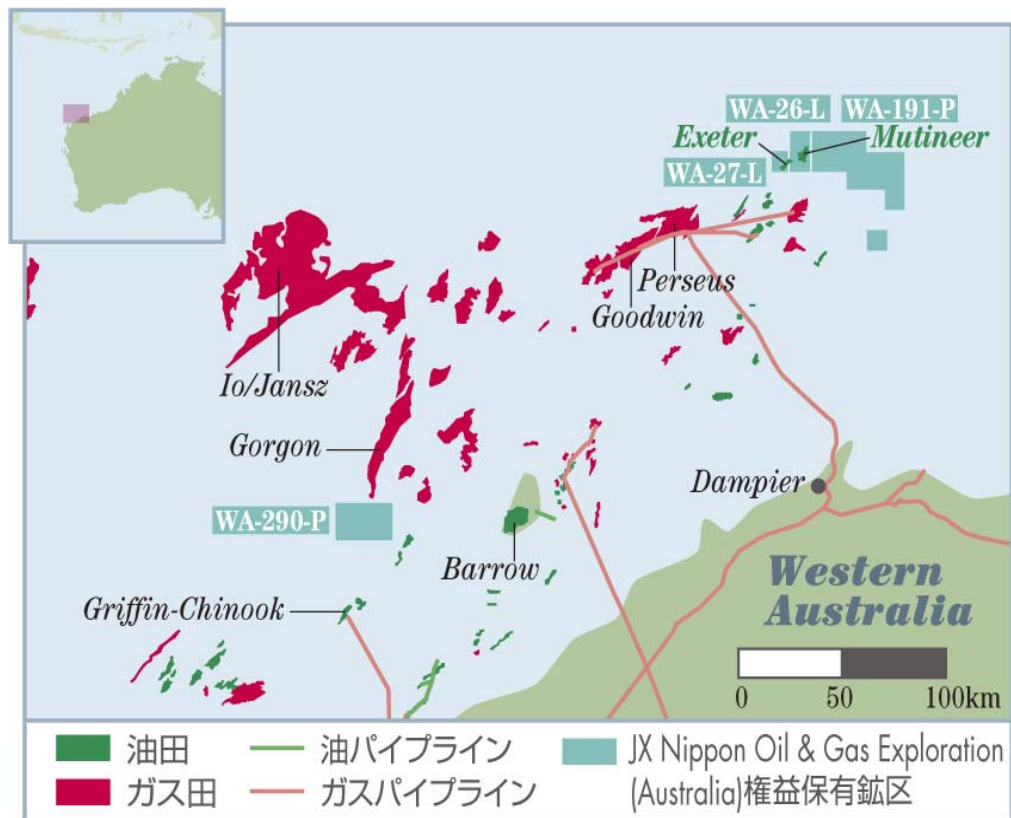 WA-26-L
WA-191-P
Exeter
Mutineer
WA-27-L
Perseus
Goodwin
Io/Jansz
Gorgon
Dampier
WA-290-P
Barrow
Griffin-Chinook
Western
Australia
0 50 100km
油田
油パイプライン
JX Nippon Oil & Gas Exploration
ガス田
ガスパイプライン
(Australia)権益保有鉱区